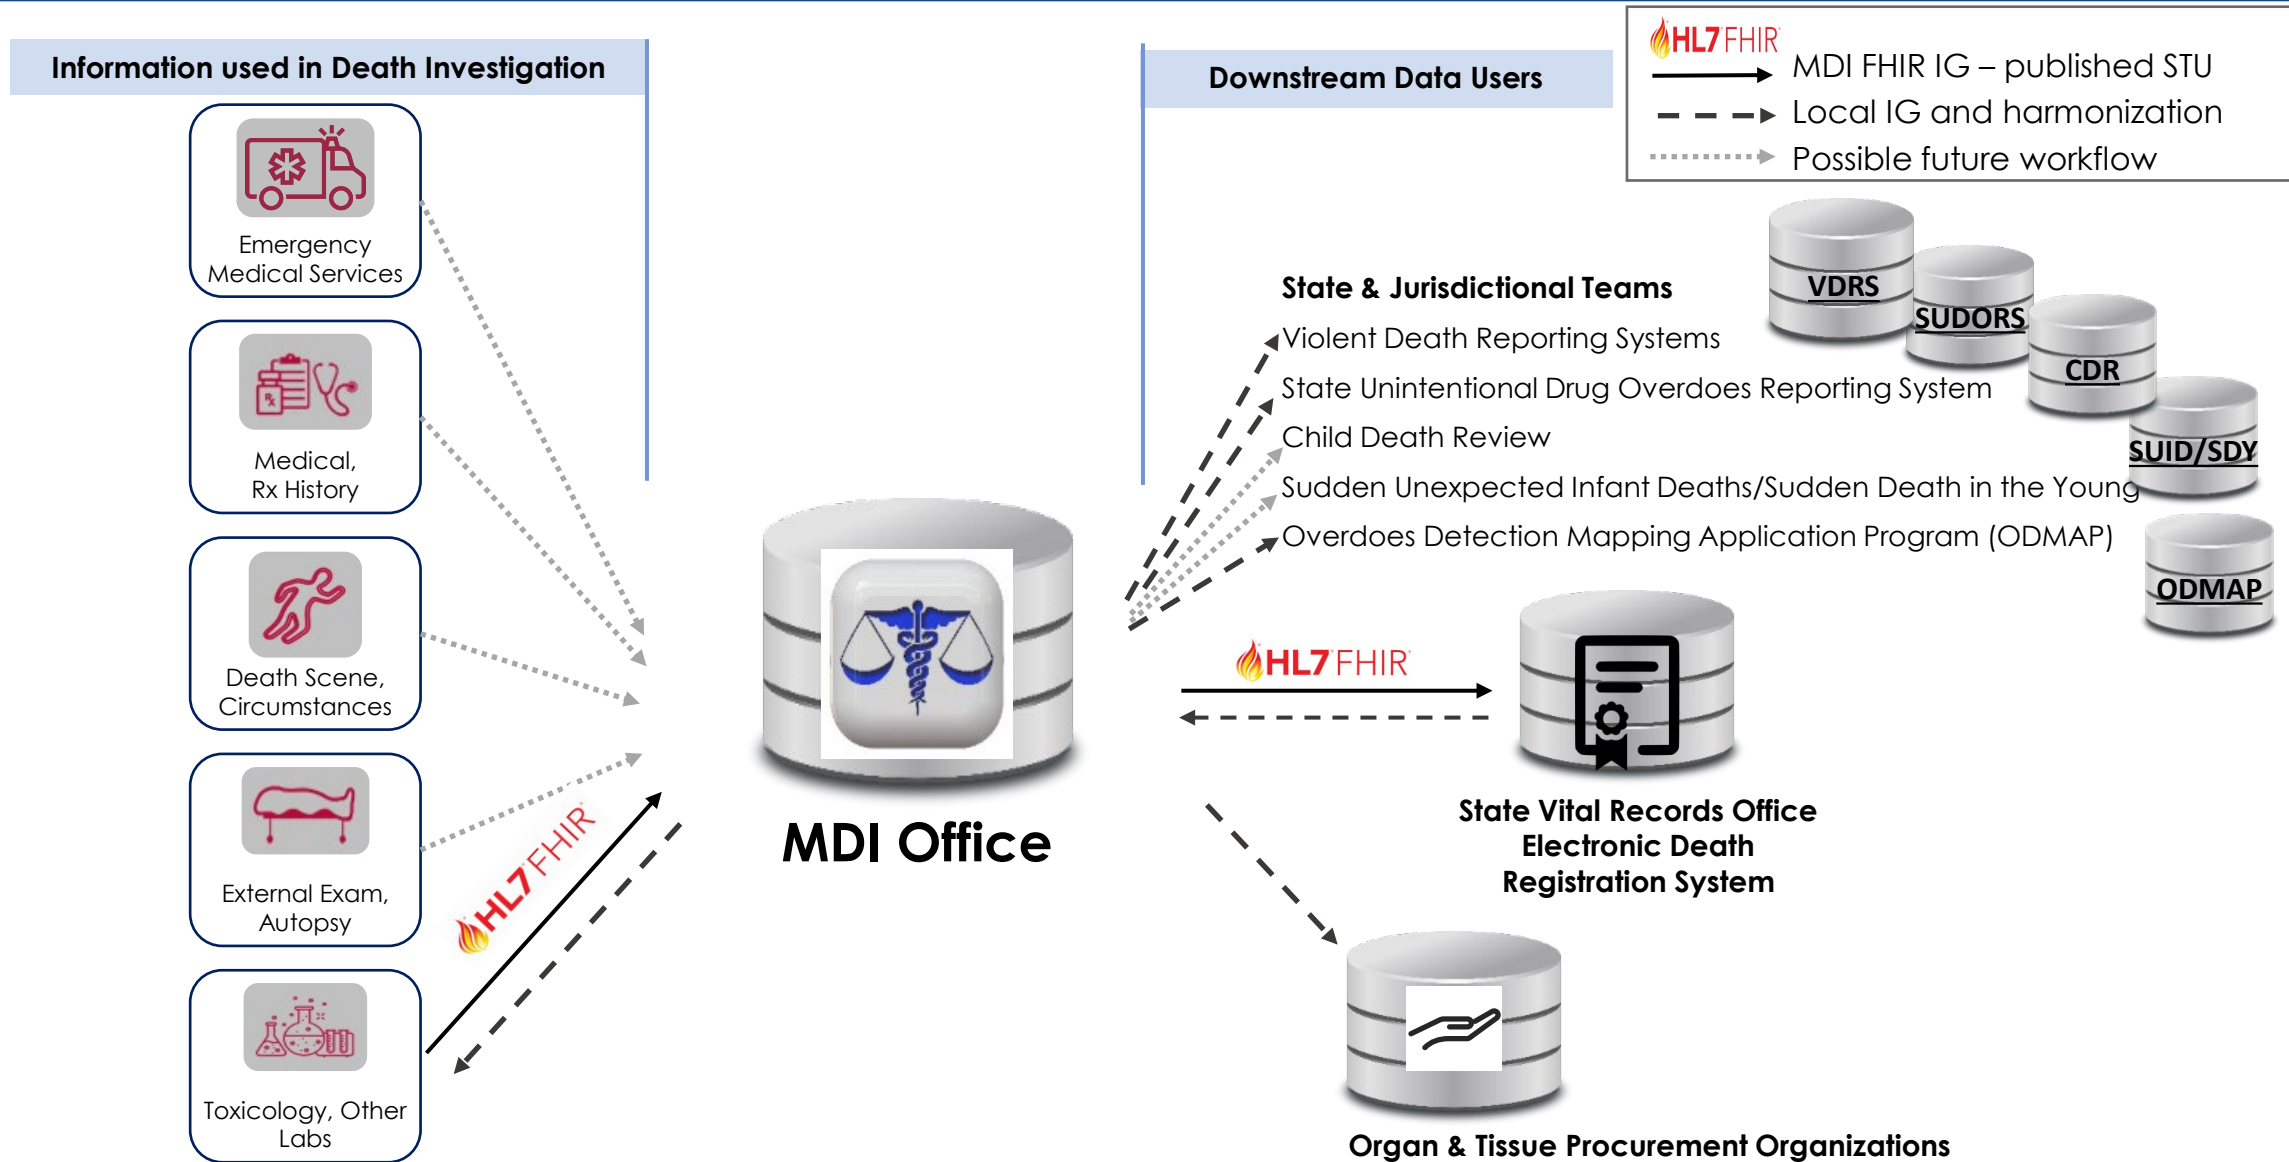 Information used in Death Investigation
Emergency
Medical Services
Rx
Medical,
Rx History
Death Scene,
Circumstances
External Exam,
Autopsy
Toxicology, Other
Labs
HL7 FHIR
MDI Office
Downstream Data Users
HL7 FHIR
MDI FHIR IG – published STU
Local IG and harmonization
Possible future workflow
State & Jurisdictional Teams
Violent Death Reporting Systems
State Unintentional Drug Overdoes Reporting System
Child Death Review
Sudden Unexpected Infant Deaths/Sudden Death in the Young
Overdoes Detection Mapping Application Program (ODMAP)
VDRS
SUDORS
CDR
SUID/SDY
ODMAP
HL7 FHIR
State Vital Records Office
Electronic Death
Registration System
Organ & Tissue Procurement Organizations